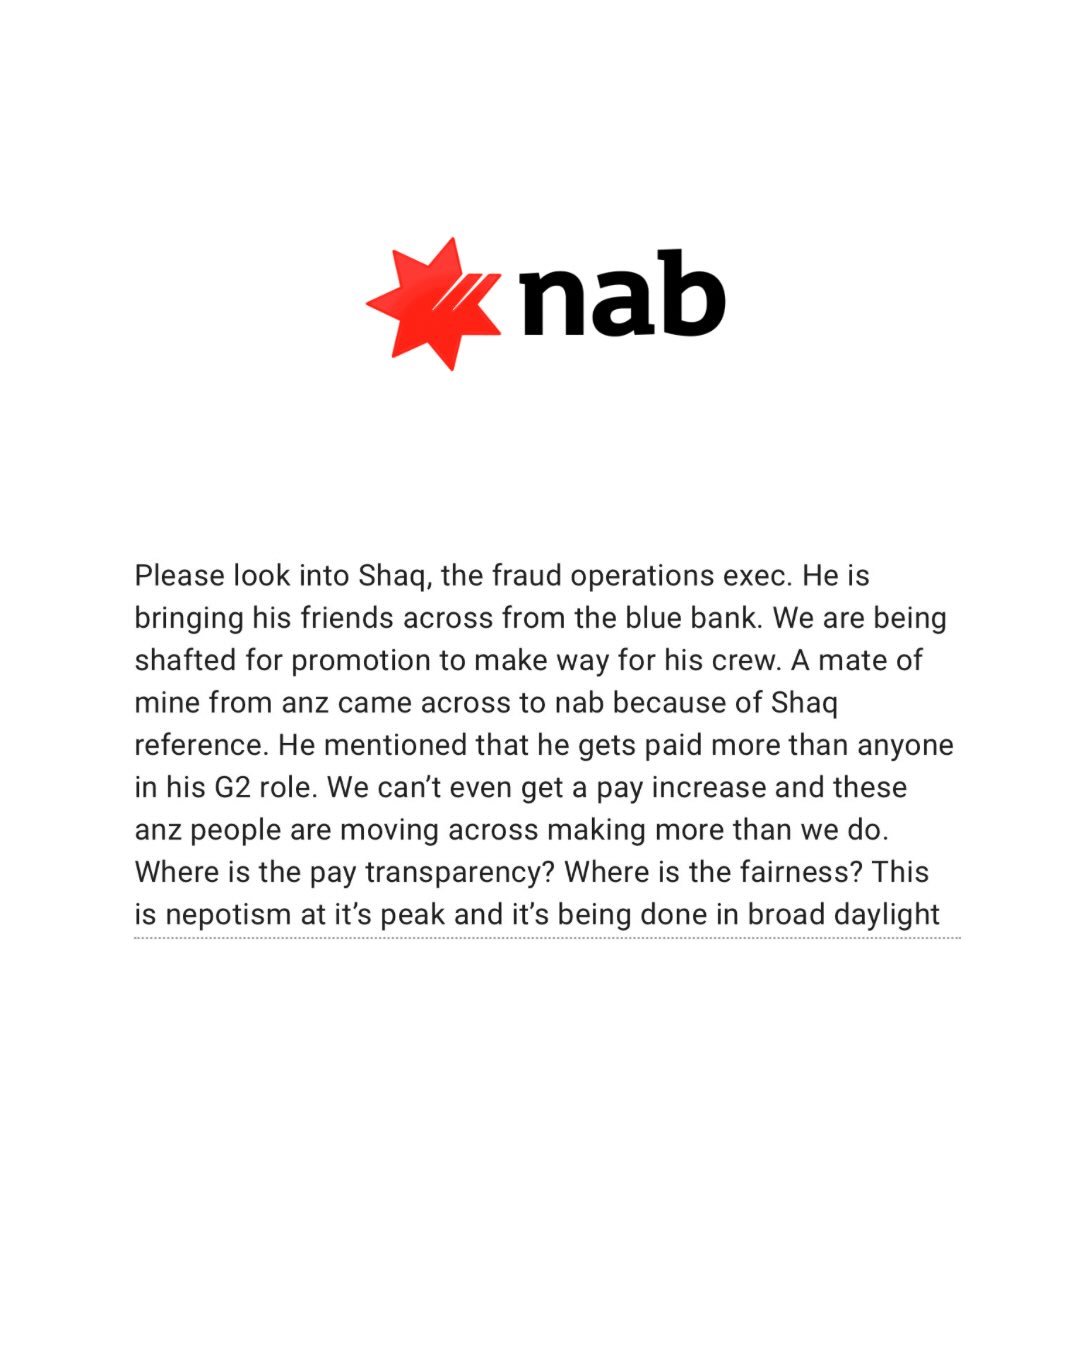 nab
Please look into Shaq, the fraud operations exec. He is
bringing his friends across from the blue bank. We are being
shafted for promotion to make way for his crew. A mate of
mine from anz came across to nab because of Shaq
reference. He mentioned that he gets paid more than anyone
in his G2 role. We can’t even get a pay increase and these
anz people are moving across making more than we do.
Where is the pay transparency? Where is the fairness? This
is nepotism at it’s peak and it’s being done in broad daylight